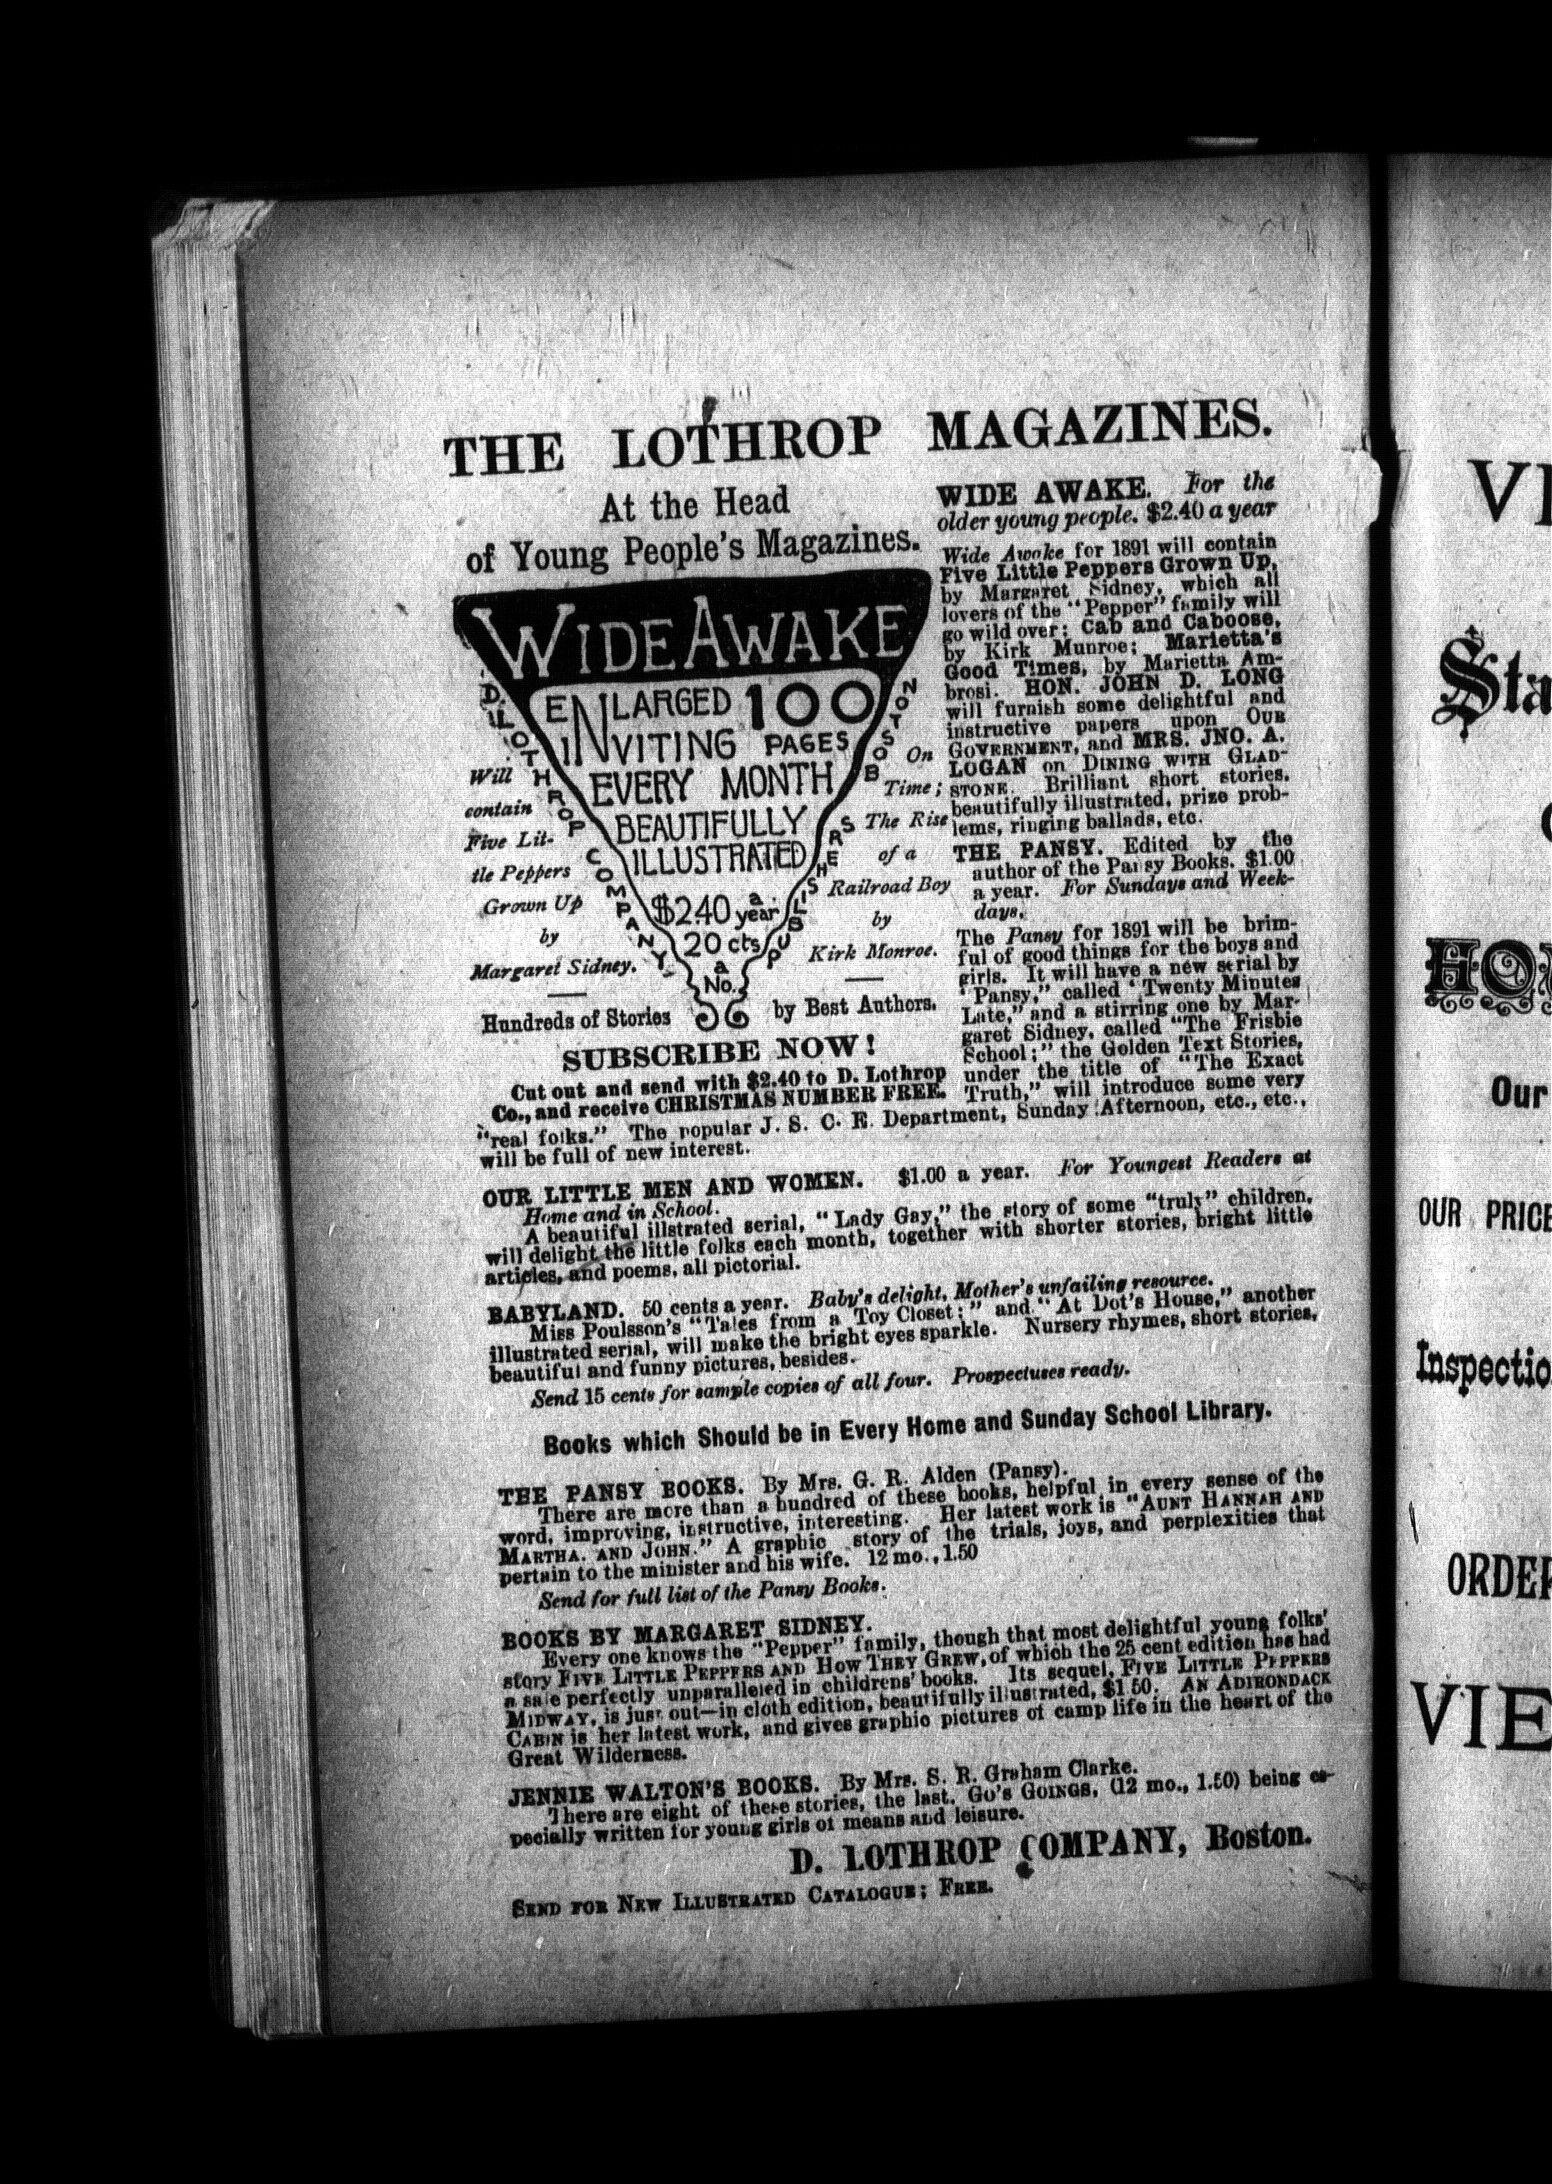 THE LOTHROP MAGAZINES.
At the Head
of Young People's Magazines.
WIDE AWAKE
ENLARGED 100
INVITING PAGES
EVERY MONTH
BEAUTIFULLY
ILLUSTRATED
$2.40 a year
20 cts
a
No.
D. LOTHROP COMPANY
PUBLISHERS BOSTON
Will
contain
Five Lit-
tle Peppers
Grown Up
by
Margaret Sidney.
On
Time;
The Rise
of a
Railroad Boy
by
Kirk Monroe.
Hundreds of Stories
by Best Authors.
SUBSCRIBE NOW!
Cut out and send with $2.40 to D. Lothrop
Co., and receive CHRISTMAS NUMBER FREE.
WIDE AWAKE. For the
older young people. $2.40 a year
Wide Awake for 1891 will contain
Five Little Peppers Grown Up,
by Margaret Sidney, which all
lovers of the "Pepper" family will
go wild over; Cab and Caboose,
by Kirk Munroe; Marietta's
Good Times, by Marietta Am-
brosi. HON. JOHN D. LONG
will furnish some delightful and
instructive papers upon OUR
GOVERNMENT, and MRS. JNO. A.
LOGAN on DINING WITH GLAD-
STONE. Brilliant short stories.
beautifully illustrated, prize prob-
lems, ringing ballads, etc.
THE PANSY. Edited by the
author of the Pansy Books. $1.00
a year. For Sundays and Week-
days.
The Pansy for 1891 will be brim-
ful of good things for the boys and
girls. It will have a new serial by
'Pansy," called 'Twenty Minutes
Late," and a stirring one by Mar-
garet Sidney, called "The Frisbie
School;" the Golden Text Stories,
under the title of "The Exact
Truth," will introduce some very
"real folks." The popular J. S. C. E. Department, Sunday Afternoon, etc., etc.,
will be full of new interest.
OUR LITTLE MEN AND WOMEN. $1.00 a year. For Youngest Readers at
Home and in School.
A beautiful illstrated serial, "Lady Gay," the story of some "truly" children,
will delight the little folks each month, together with shorter stories, bright little
articles, and poems, all pictorial.
BABYLAND. 50 cents a year. Baby's delight, Mother's unfailing resource.
Miss Poulsson's "Tales from a Toy Closet;" and "At Dot's House," another
illustrated serial, will make the bright eyes sparkle. Nursery rhymes, short stories,
beautiful and funny pictures, besides.
Send 15 cents for sample copies of all four. Prospectuses ready.
Books which Should be in Every Home and Sunday School Library.
THE PANSY BOOKS. By Mrs. G. R. Alden (Pansy).
There are more than a hundred of these books, helpful in every sense of the
word, improving, instructive, interesting. Her latest work is "AUNT HANNAH AND
MARTHA. AND JOHN." A graphic story of the trials, joys, and perplexities that
pertain to the minister and his wife. 12 mo., 1.50
Send for full list of the Pansy Books.
BOOKS BY MARGARET SIDNEY.
Every one knows the "Pepper" family, though that most delightful young folks'
story FIVE LITTLE PEPPERS AND HOW THEY GREW, of which the 25 cent edition has had
a sale perfectly unparalleled in childrens' books. Its sequel, FIVE LITTLE PEPPERS
MIDWAY, is just out—in cloth edition, beautifully illustrated, $1.50. AN ADIRONDACK
CABIN is her latest work, and gives graphic pictures of camp life in the heart of the
Great Wilderness.
JENNIE WALTON'S BOOKS. By Mrs. S. R. Graham Clarke.
There are eight of these stories, the last. GO'S GOINGS, (12 mo., 1.50) being es-
pecially written for young girls of means and leisure.
D. LOTHROP COMPANY, Boston.
SEND FOR NEW ILLUSTRATED CATALOGUE; FREE.
Our
OUR PRICE